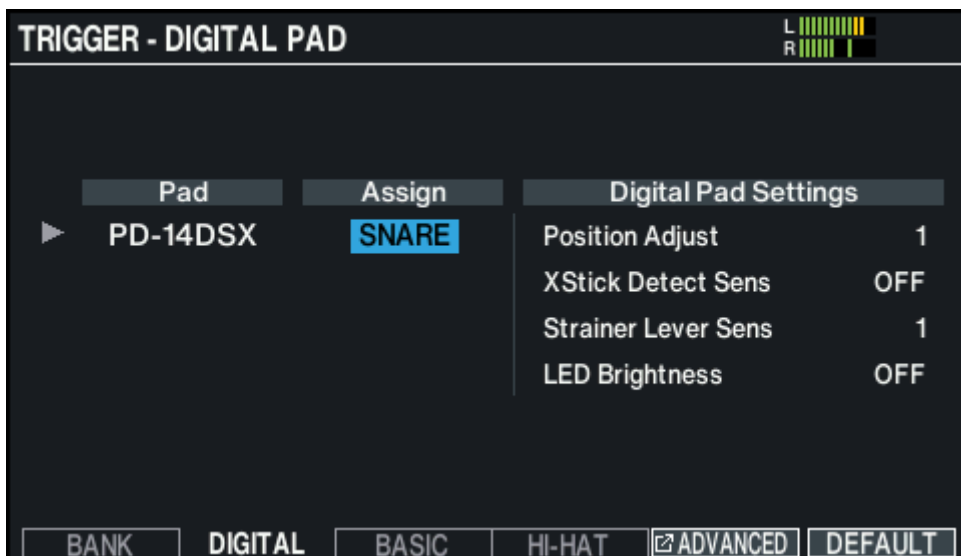 TRIGGER - DIGITAL PAD
L
R
Pad Assign Digital Pad Settings
PD-14DSX SNARE Position Adjust 1
XStick Detect Sens OFF
Strainer Lever Sens 1
LED Brightness OFF
BANK DIGITAL BASIC HI-HAT ADVANCED DEFAULT